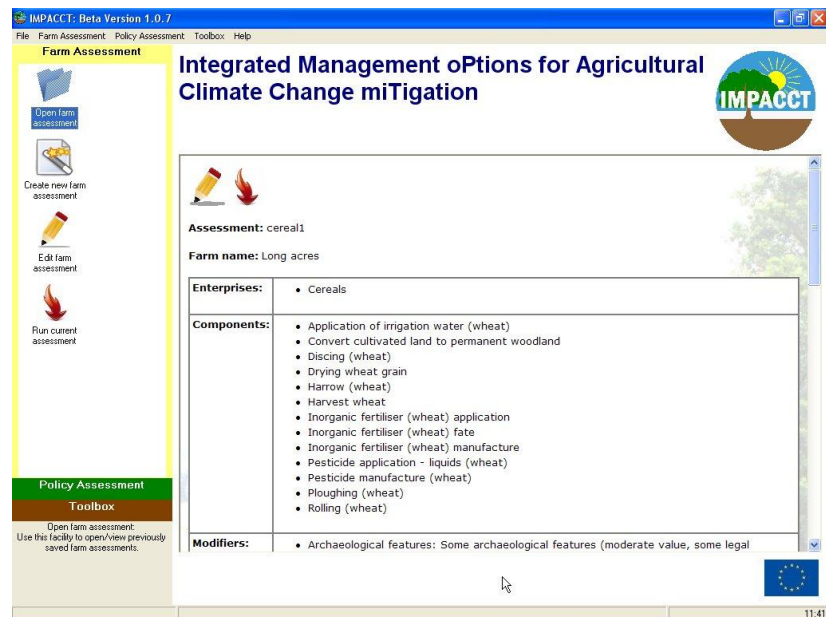 IMPACCT: Beta Version 1.0.7
File Farm Assessment Policy Assessment Toolbox Help
Farm Assessment
Open farm
assessment
Create new farm
assessment
Edit farm
assessment
Run current
assessment
Policy Assessment
Toolbox
Open farm assessment:
Use this facility to open/view previously
saved farm assessments.
Integrated Management oPtions for Agricultural
Climate Change miTigation
IMPACCT
Assessment: cereal1
Farm name: Long acres
Enterprises:
• Cereals
Components:
• Application of irrigation water (wheat)
• Convert cultivated land to permanent woodland
• Discing (wheat)
• Drying wheat grain
• Harrow (wheat)
• Harvest wheat
• Inorganic fertiliser (wheat) application
• Inorganic fertiliser (wheat) fate
• Inorganic fertiliser (wheat) manufacture
• Pesticide application - liquids (wheat)
• Pesticide manufacture (wheat)
• Ploughing (wheat)
• Rolling (wheat)
Modifiers:
• Archaeological features: Some archaeological features (moderate value, some legal
11:41